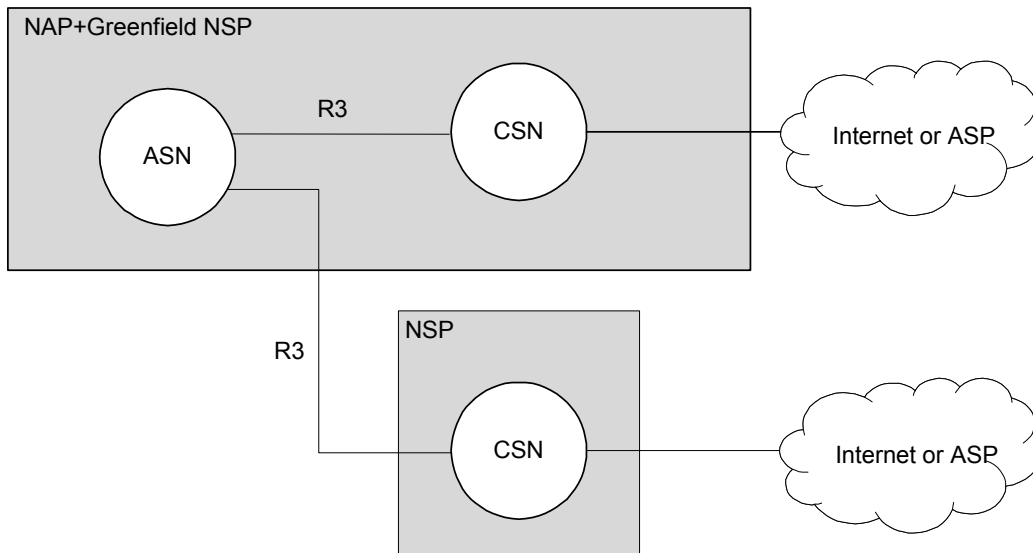 NAP+Greenfield NSP
R3
ASN
CSN
Internet or ASP
R3
NSP
CSN
Internet or ASP